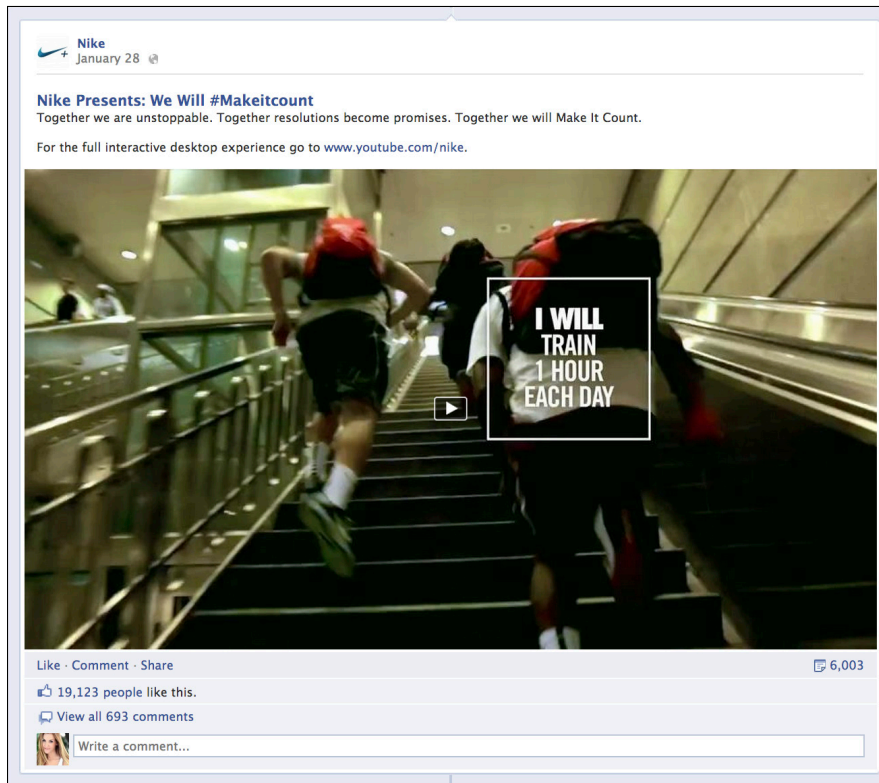 Nike
January 28
Nike Presents: We Will #Makeitcount
Together we are unstoppable. Together resolutions become promises. Together we will Make It Count.
For the full interactive desktop experience go to www.youtube.com/nike.
I WILL
TRAIN
1 HOUR
EACH DAY
Like · Comment · Share
6,003
19,123 people like this.
View all 693 comments
Write a comment...